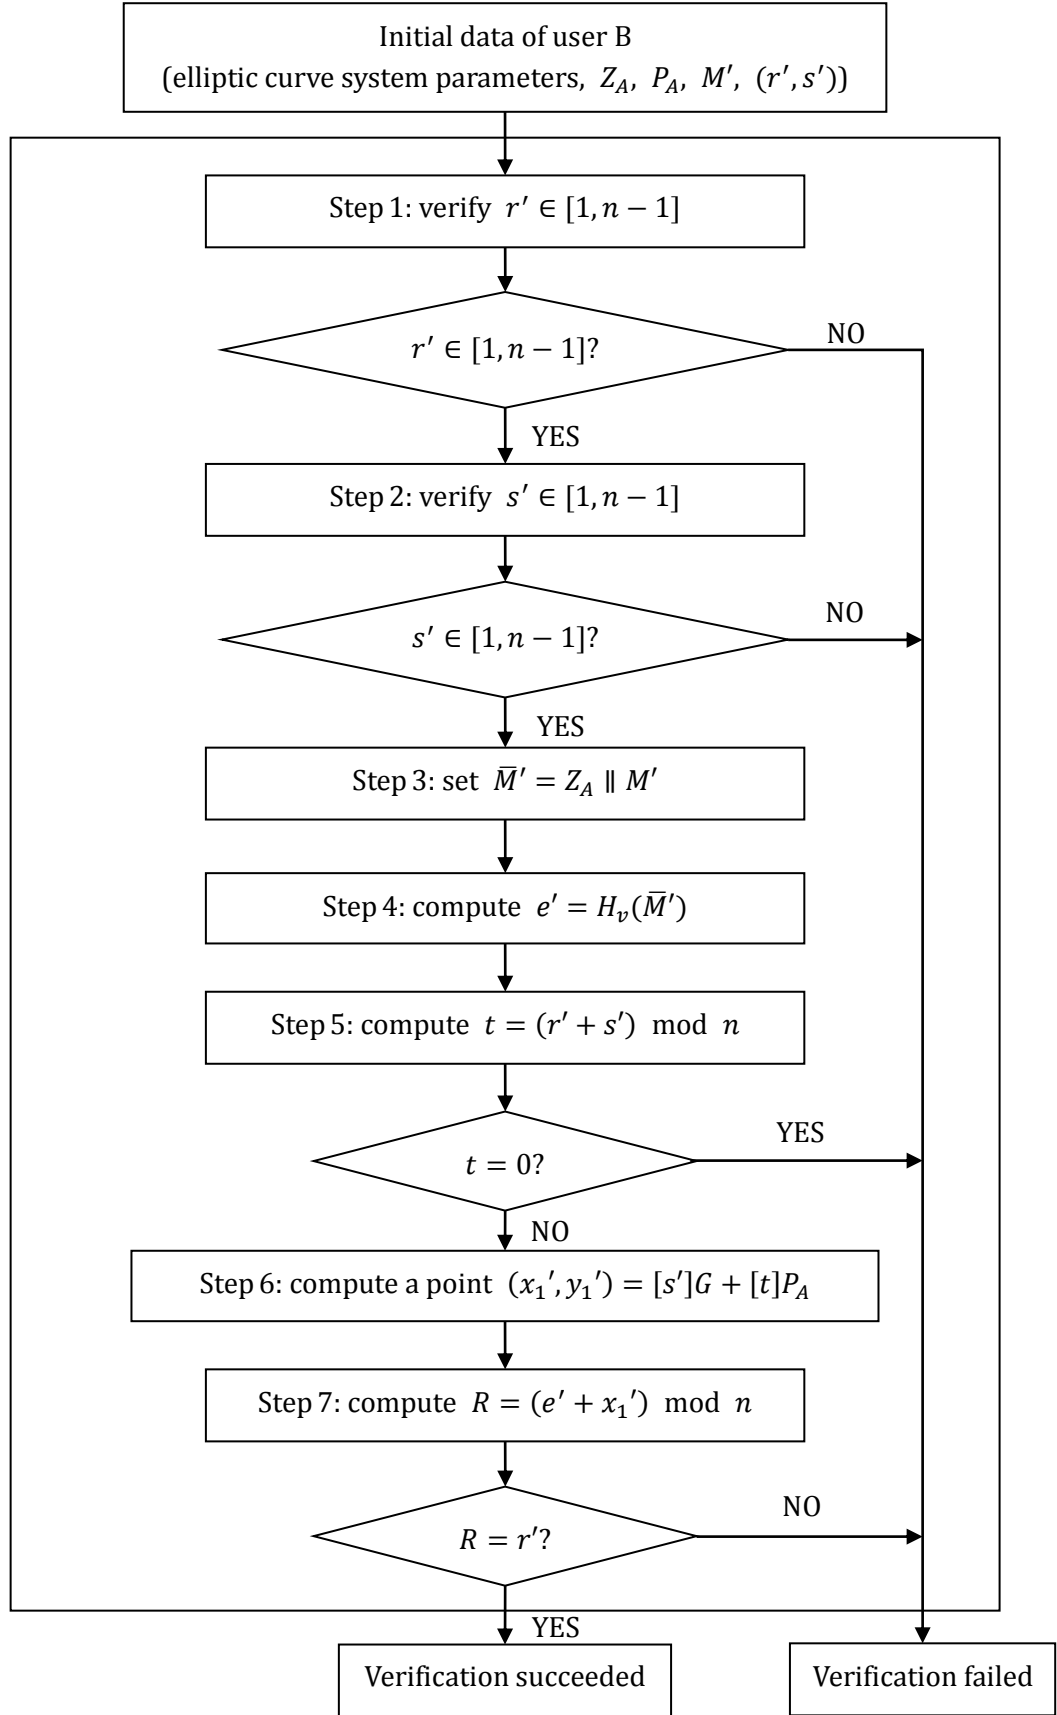 Initial data of user B
(elliptic curve system parameters, Z_A, P_A, M′, (r′, s′))
Step 1: verify r′ ∈ [1, n − 1]
r′ ∈ [1, n − 1]?
NO
YES
Step 2: verify s′ ∈ [1, n − 1]
s′ ∈ [1, n − 1]?
NO
YES
Step 3: set M̅′ = Z_A ∥ M′
Step 4: compute e′ = H_v(M̅′)
Step 5: compute t = (r′ + s′) mod n
YES
t = 0?
NO
Step 6: compute a point (x₁′, y₁′) = [s′]G + [t]P_A
Step 7: compute R = (e′ + x₁′) mod n
NO
R = r′?
YES
Verification succeeded
Verification failed